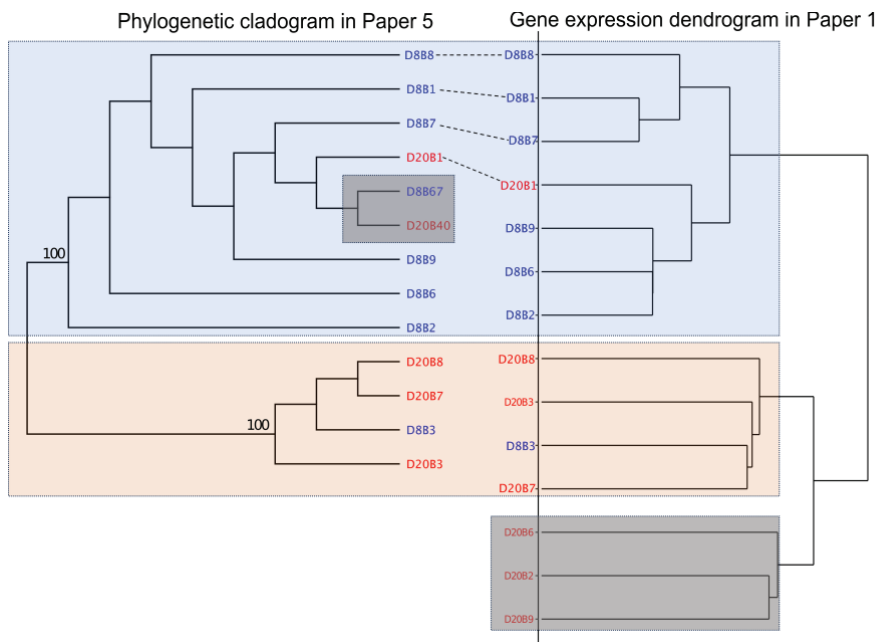 Phylogenetic cladogram in Paper 5
Gene expression dendrogram in Paper 1
D8B8
D8B1
D8B7
D20B1
D8B67
D20B40
D8B9
D8B6
D8B2
100
D20B8
D20B7
D8B3
D20B3
100
D8B8
D8B1
D8B7
D20B1
D8B9
D8B6
D8B2
D20B8
D20B3
D8B3
D20B7
D20B6
D20B2
D20B9